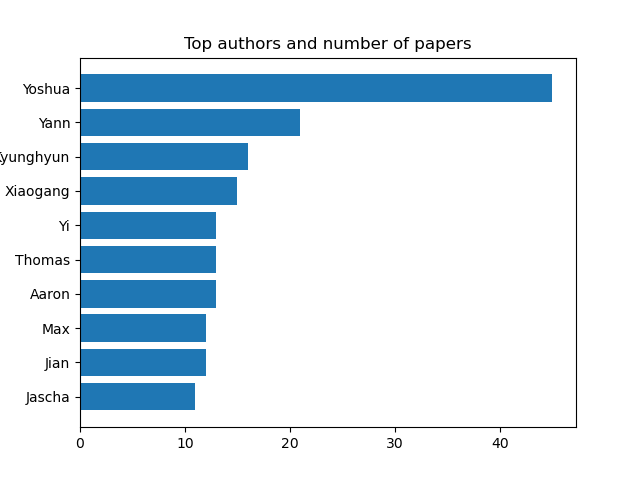 Top authors and number of papers
Yoshua
Yann
yunghyun
Xiaogang
Yi
Thomas
Aaron
Max
Jian
Jascha
0 10 20 30 40